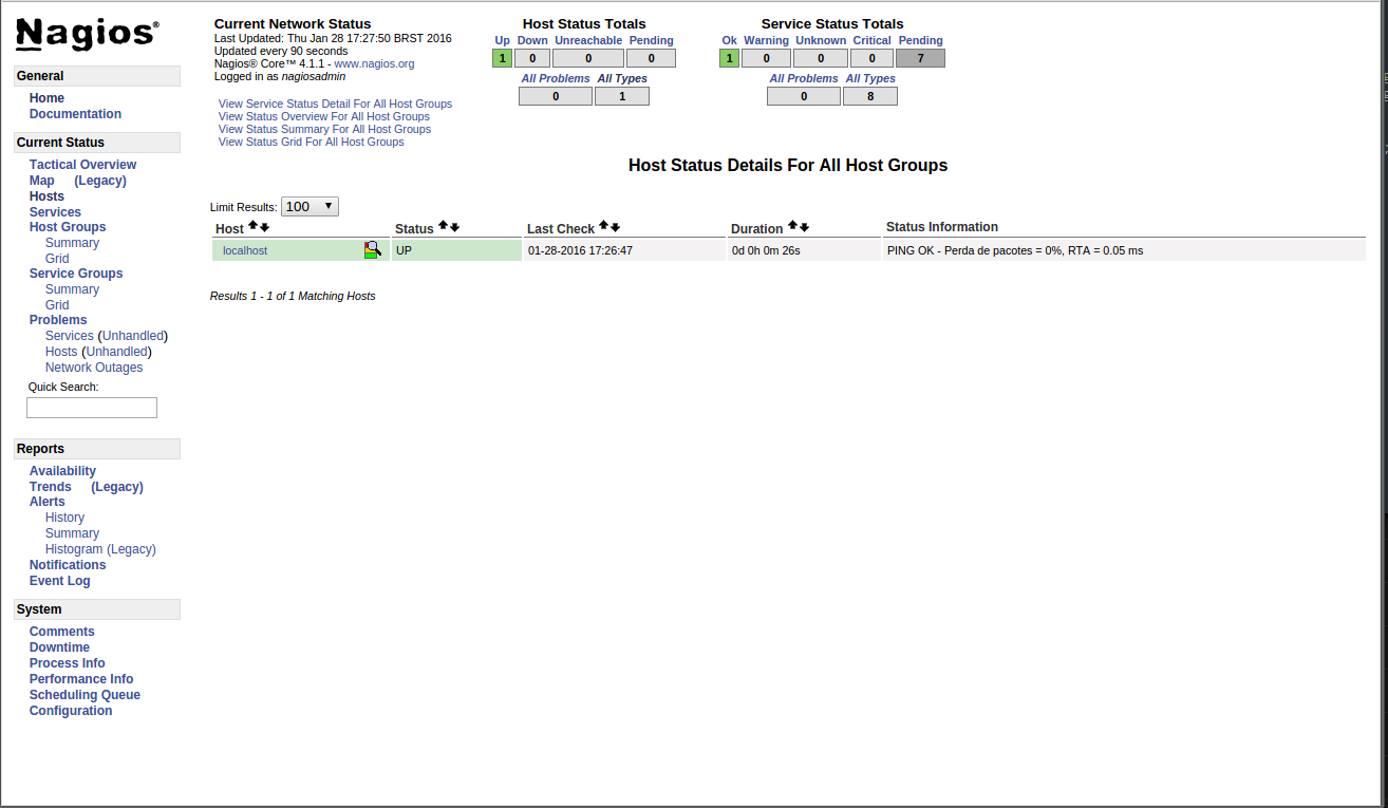 Nagios®
General
Home
Documentation
Current Status
Tactical Overview
Map (Legacy)
Hosts
Services
Host Groups
Summary
Grid
Service Groups
Summary
Grid
Problems
Services (Unhandled)
Hosts (Unhandled)
Network Outages
Quick Search:
Reports
Availability
Trends (Legacy)
Alerts
History
Summary
Histogram (Legacy)
Notifications
Event Log
System
Comments
Downtime
Process Info
Performance Info
Scheduling Queue
Configuration
Current Network Status
Last Updated: Thu Jan 28 17:27:50 BRST 2016
Updated every 90 seconds
Nagios® Core™ 4.1.1 - www.nagios.org
Logged in as nagiosadmin
View Service Status Detail For All Host Groups
View Status Overview For All Host Groups
View Status Summary For All Host Groups
View Status Grid For All Host Groups
Host Status Totals
Up Down Unreachable Pending
1 0 0 0
All Problems All Types
0 1
Service Status Totals
Ok Warning Unknown Critical Pending
1 0 0 0 7
All Problems All Types
0 8
Host Status Details For All Host Groups
Limit Results: 100
Host Status Last Check Duration Status Information
localhost UP 01-28-2016 17:26:47 0d 0h 0m 26s PING OK - Perda de pacotes = 0%, RTA = 0.05 ms
Results 1 - 1 of 1 Matching Hosts